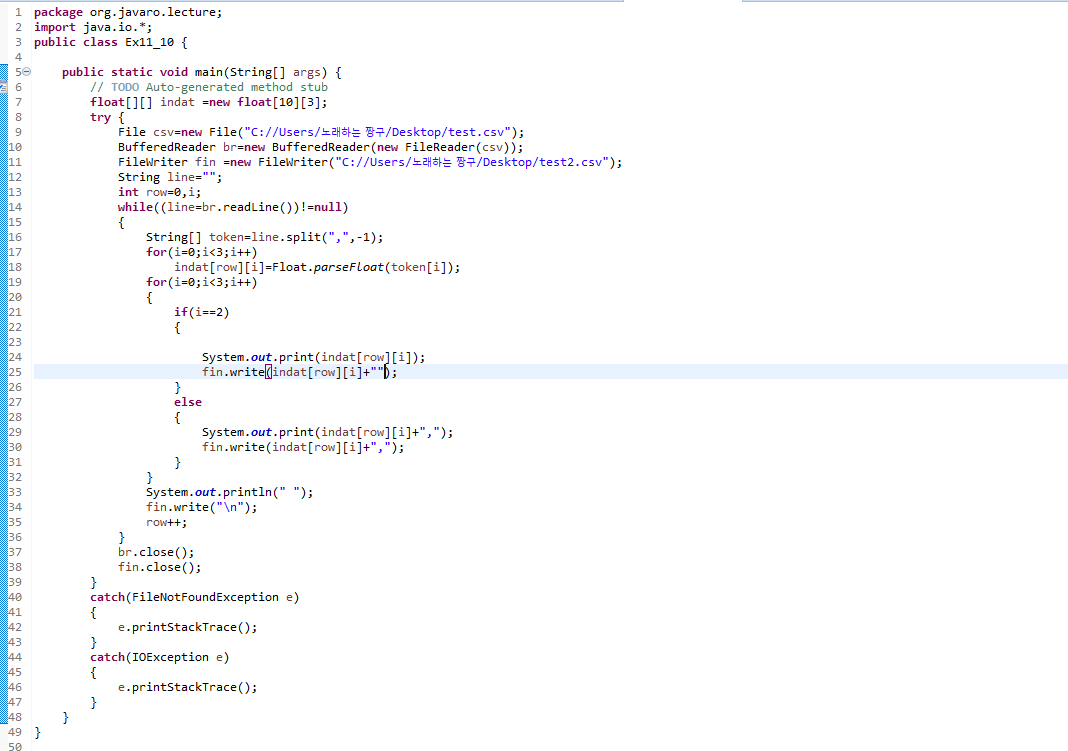 1 package org.javaro.lecture;
2 import java.io.*;
3 public class Ex11_10 {
4
5 public static void main(String[] args) {
6 // TODO Auto-generated method stub
7 float[][] indat =new float[10][3];
8 try {
9 File csv=new File("C://Users/노래하는 짱구/Desktop/test.csv");
10 BufferedReader br=new BufferedReader(new FileReader(csv));
11 FileWriter fin =new FileWriter("C://Users/노래하는 짱구/Desktop/test2.csv");
12 String line="";
13 int row=0,i;
14 while((line=br.readLine())!=null)
15 {
16 String[] token=line.split(",",-1);
17 for(i=0;i<3;i++)
18 indat[row][i]=Float.parseFloat(token[i]);
19 for(i=0;i<3;i++)
20 {
21 if(i==2)
22 {
23
24 System.out.print(indat[row][i]);
25 fin.write(indat[row][i]+"");
26 }
27 else
28 {
29 System.out.print(indat[row][i]+",");
30 fin.write(indat[row][i]+",");
31 }
32 }
33 System.out.println(" ");
34 fin.write("\n");
35 row++;
36 }
37 br.close();
38 fin.close();
39 }
40 catch(FileNotFoundException e)
41 {
42 e.printStackTrace();
43 }
44 catch(IOException e)
45 {
46 e.printStackTrace();
47 }
48 }
49 }
50